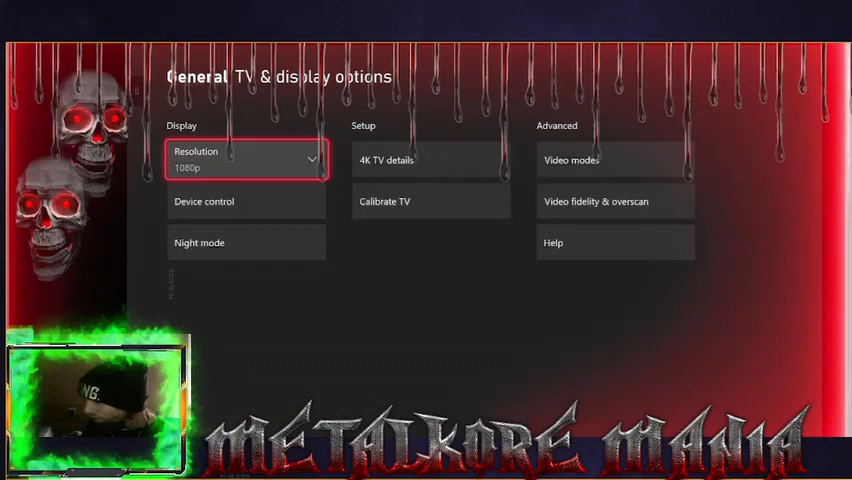 General TV & display options
Display
Setup
Advanced
Resolution
1080p
4K TV details
Video modes
Device control
Calibrate TV
Video fidelity & overscan
Night mode
Help
NG.
METALKORE MANIA